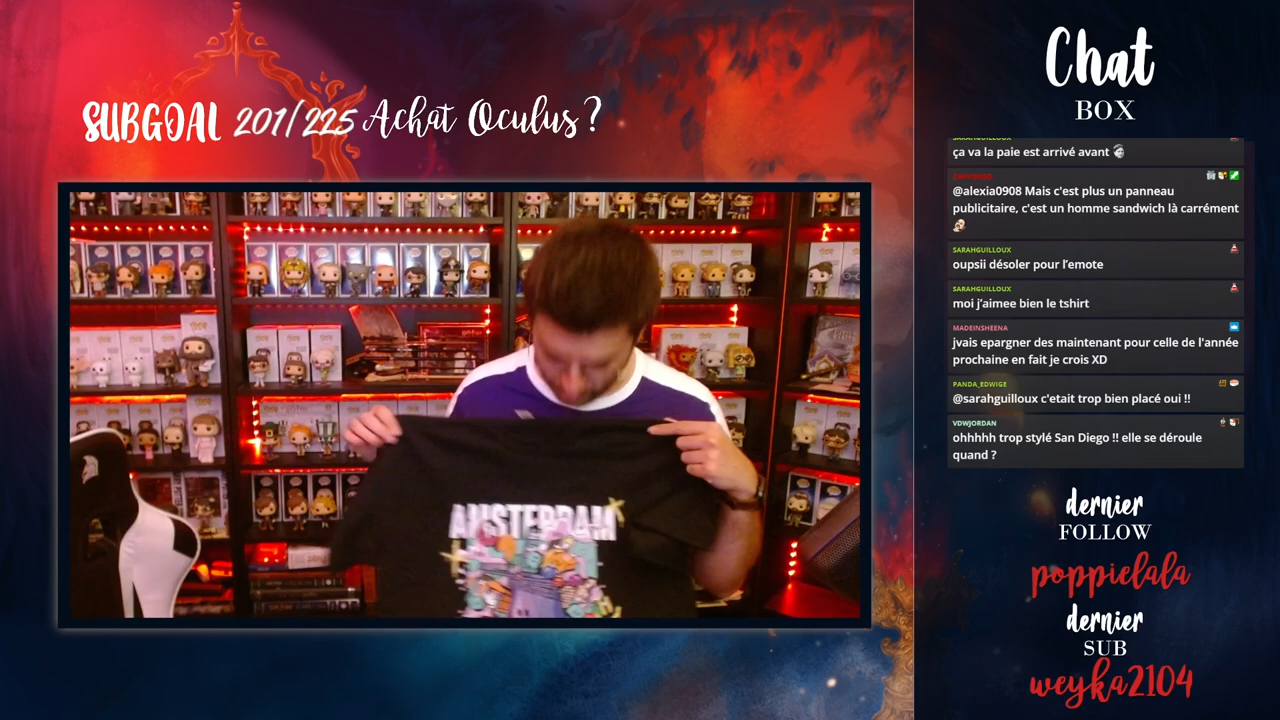 SUBGOAL 201/225 Achat Oculus?
AMSTERDAM
Chat
BOX
ça va la paie est arrivé avant
@alexia0908 Mais c'est plus un panneau
publicitaire, c'est un homme sandwich là carrément
SARAHGUILLOUX
oupsii désoler pour l'emote
SARAHGUILLOUX
moi j'aimee bien le tshirt
MADEINSHEENA
jvais epargner des maintenant pour celle de l'année
prochaine en fait je crois XD
PANDA_EDWIGE
@sarahguilloux c'etait trop bien placé oui !!
VDWJORDAN
ohhhhh trop stylé San Diego !! elle se déroule
quand ?
dernier
FOLLOW
poppielala
dernier
SUB
weyka2104